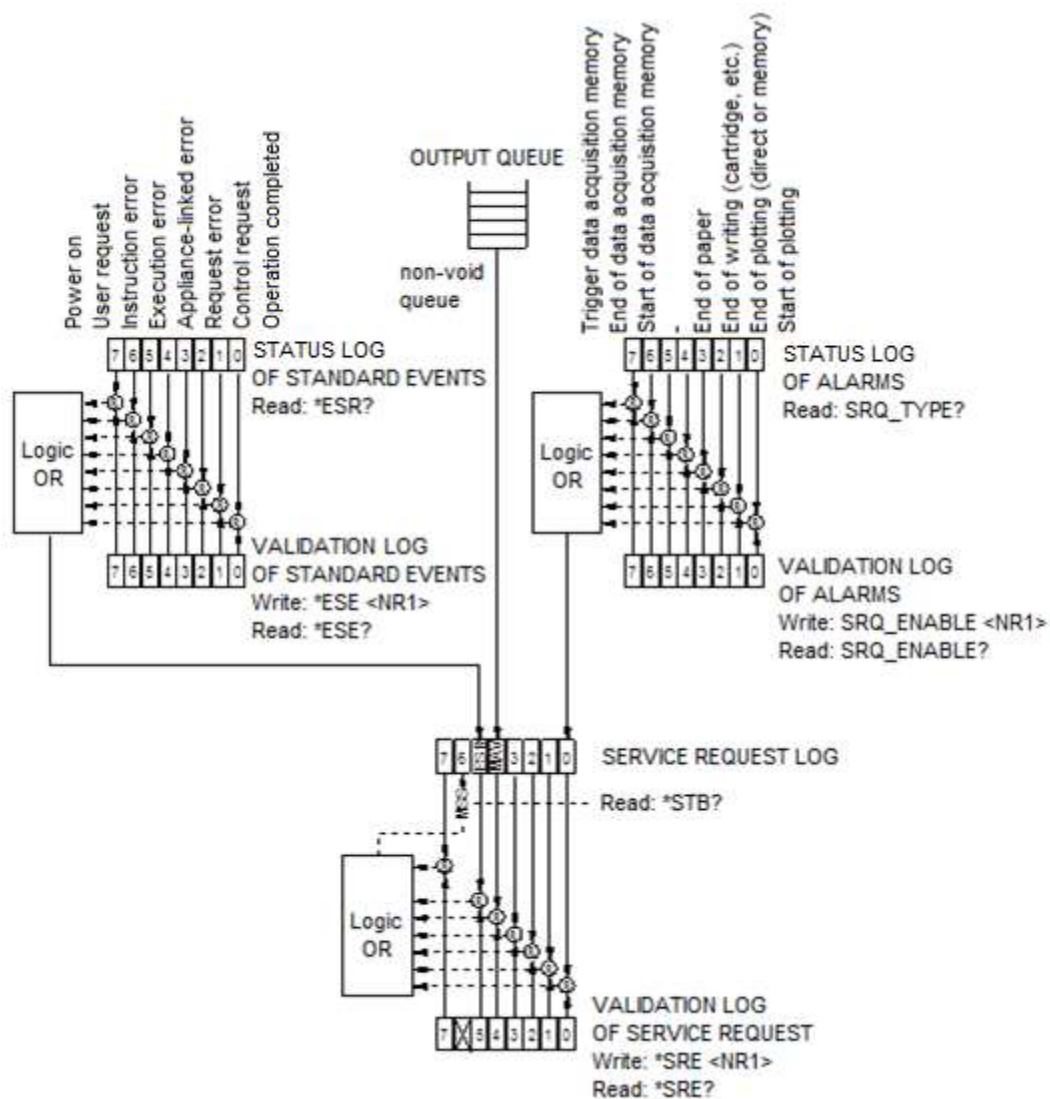 OUTPUT QUEUE
non-void
queue
Power on
User request
Instruction error
Execution error
Appliance-linked error
Request error
Control request
Operation completed
7 6 5 4 3 2 1 0
STATUS LOG
OF STANDARD EVENTS
Read: *ESR?
Logic
OR
VALIDATION LOG
7 6 5 4 3 2 1 0
OF STANDARD EVENTS
Write: *ESE <NR1>
Read: *ESE?
Trigger data acquisition memory
End of data acquisition memory
Start of data acquisition memory
-
End of paper
End of writing (cartridge, etc.)
End of plotting (direct or memory)
Start of plotting
7 6 5 4 3 2 1 0
STATUS LOG
OF ALARMS
Read: SRQ_TYPE?
Logic
OR
VALIDATION LOG
7 6 5 4 3 2 1 0
OF ALARMS
Write: SRQ_ENABLE <NR1>
Read: SRQ_ENABLE?
7 6 ESB MAV 3 2 1 0
SERVICE REQUEST LOG
MSS
Read: *STB?
Logic
OR
VALIDATION LOG
7 X 5 4 3 2 1 0
OF SERVICE REQUEST
Write: *SRE <NR1>
Read: *SRE?